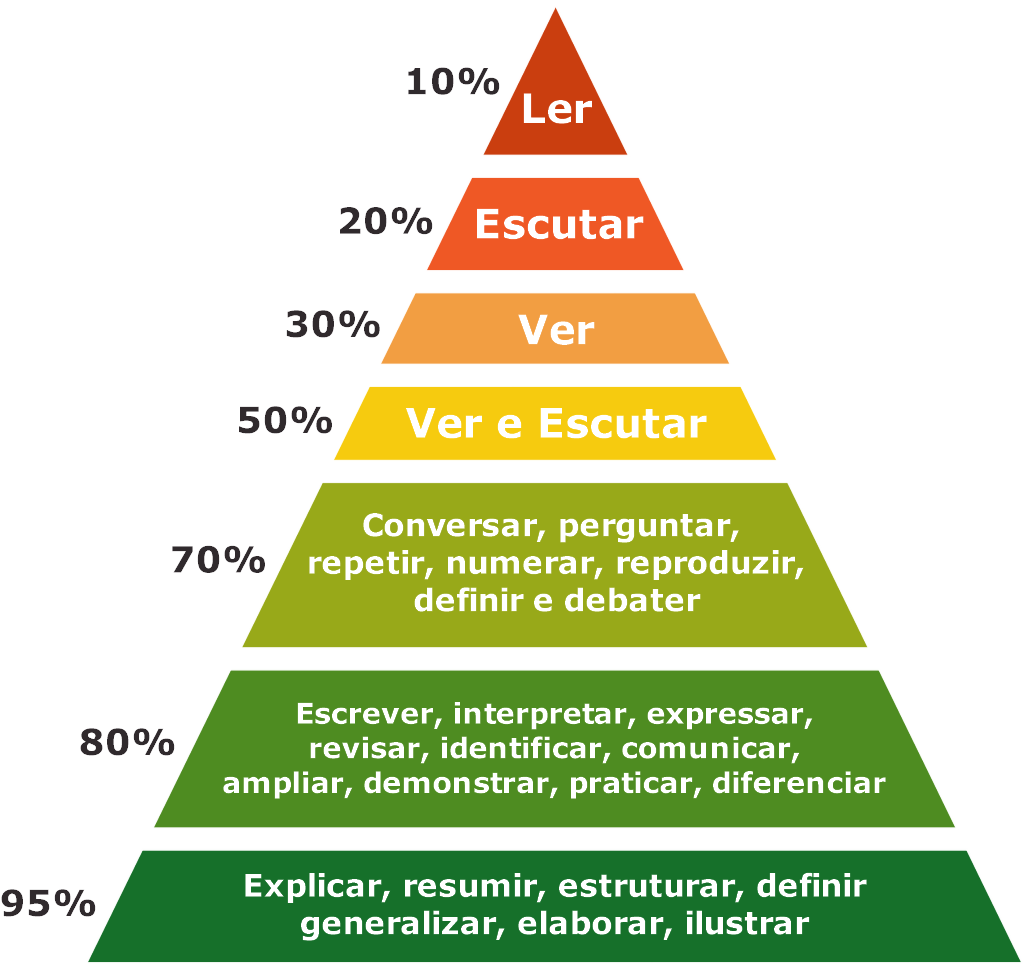 10%
Ler
20%
Escutar
30%
Ver
50%
Ver e Escutar
70%
Conversar, perguntar,
repetir, numerar, reproduzir,
definir e debater
80%
Escrever, interpretar, expressar,
revisar, identificar, comunicar,
ampliar, demonstrar, praticar, diferenciar
95%
Explicar, resumir, estruturar, definir
generalizar, elaborar, ilustrar